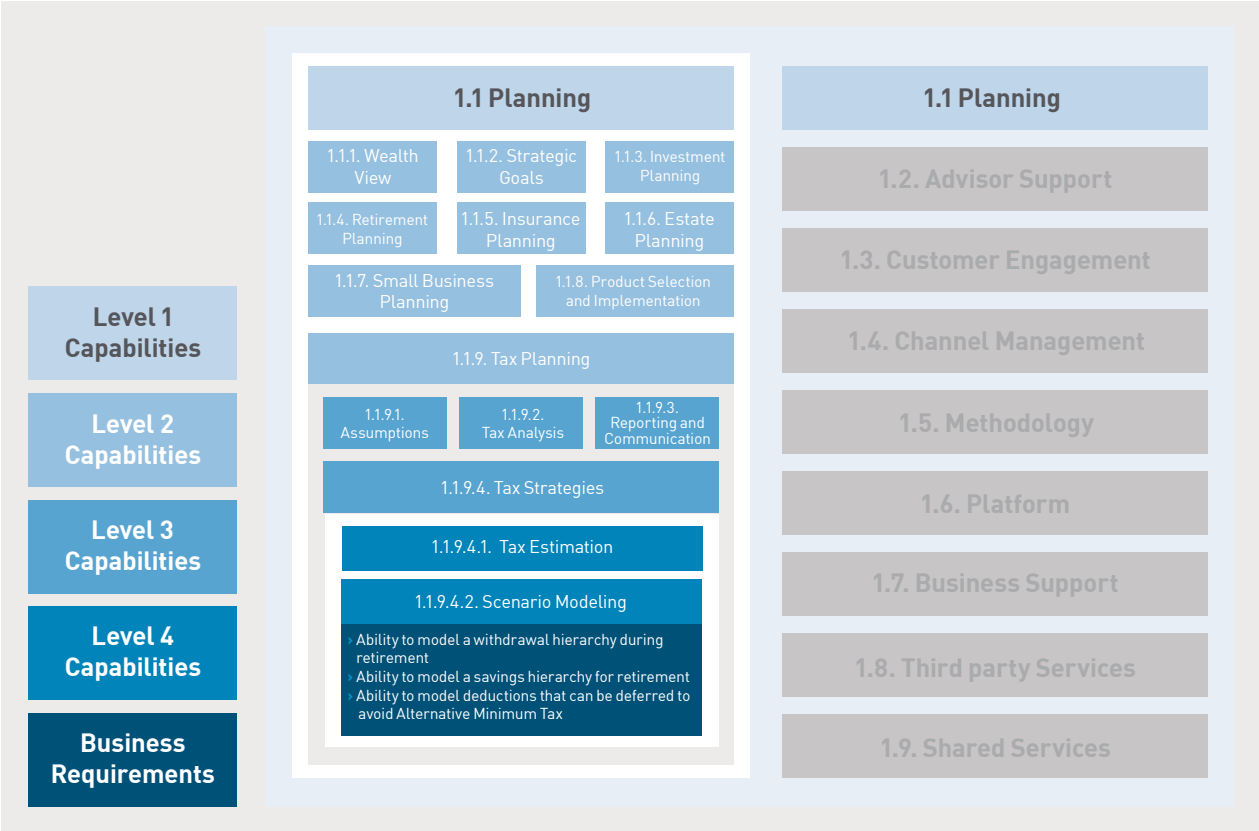 Level 1
Capabilities
Level 2
Capabilities
Level 3
Capabilities
Level 4
Capabilities
Business
Requirements
1.1 Planning
1.1.1. Wealth
View
1.1.2. Strategic
Goals
1.1.3. Investment
Planning
1.1.4. Retirement
Planning
1.1.5. Insurance
Planning
1.1.6. Estate
Planning
1.1.7. Small Business
Planning
1.1.8. Product Selection
and Implementation
1.1.9. Tax Planning
1.1.9.1.
Assumptions
1.1.9.2.
Tax Analysis
1.1.9.3.
Reporting and
Communication
1.1.9.4. Tax Strategies
1.1.9.4.1. Tax Estimation
1.1.9.4.2. Scenario Modeling
› Ability to model a withdrawal hierarchy during
retirement
› Ability to model a savings hierarchy for retirement
› Ability to model deductions that can be deferred to
avoid Alternative Minimum Tax
1.1 Planning
1.2. Advisor Support
1.3. Customer Engagement
1.4. Channel Management
1.5. Methodology
1.6. Platform
1.7. Business Support
1.8. Third party Services
1.9. Shared Services